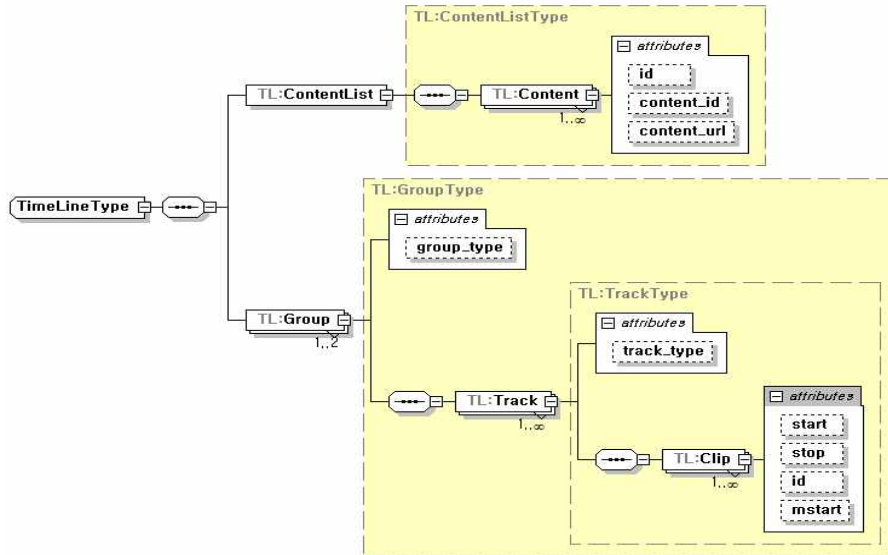 TL:ContentListType
attributes
id
TL:ContentList
TL:Content
content_id
1..∞
content_url
TL:GroupType
TimeLineType
attributes
group_type
TL:TrackType
TL:Group
attributes
1..2
track_type
attributes
TL:Track
1..∞
start
stop
TL:Clip
id
1..∞
mstart